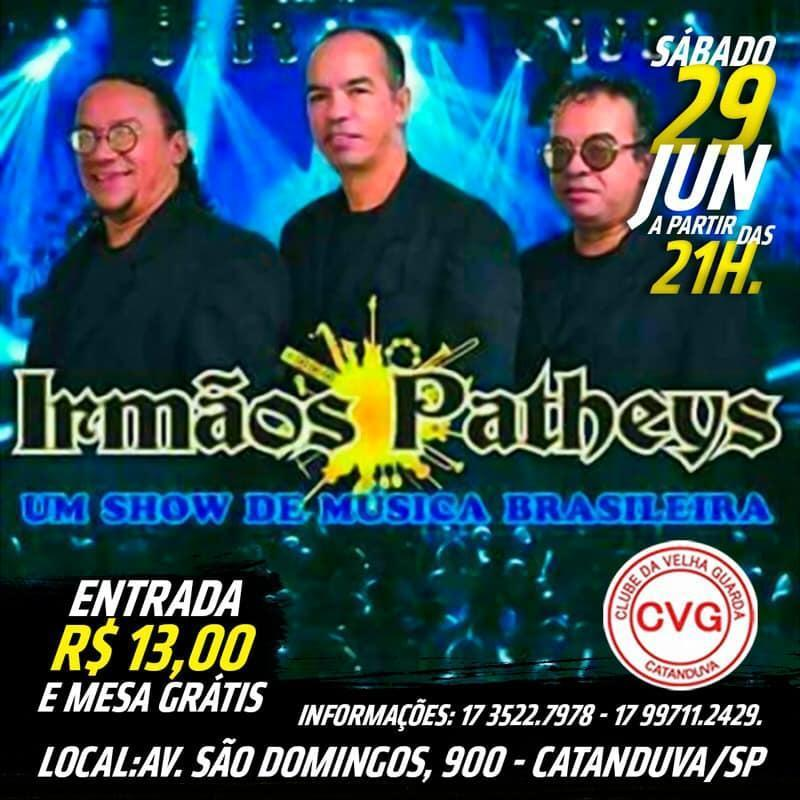 SÁBADO
29
JUN
A PARTIR DAS
21H.
Irmãos Patheys
UM SHOW DE MÚSICA BRASILEIRA
ENTRADA
R$ 13,00
E MESA GRÁTIS
CLUBE DA VELHA GUARDA
CVG
CATANDUVA
INFORMAÇÕES: 17 3522.7978 - 17 99711.2429.
LOCAL:AV. SÃO DOMINGOS, 900 - CATANDUVA/SP